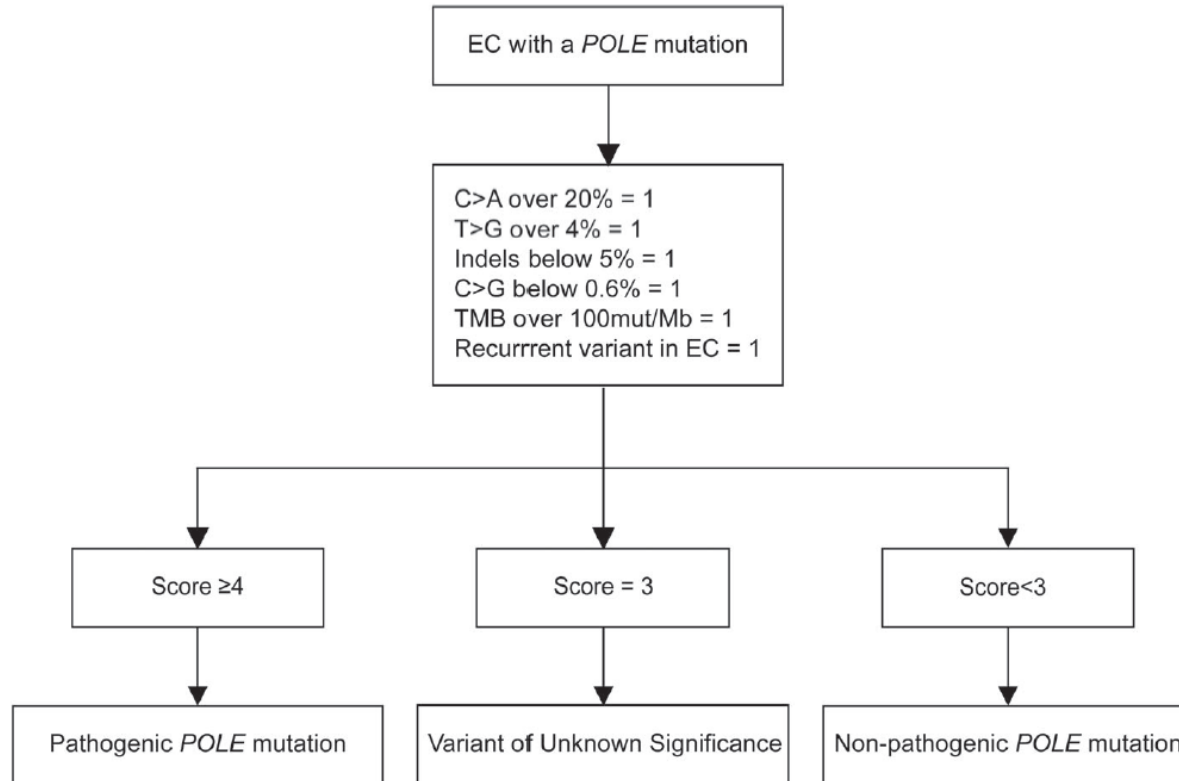 EC with a POLE mutation
C>A over 20% = 1
T>G over 4% = 1
Indels below 5% = 1
C>G below 0.6% = 1
TMB over 100mut/Mb = 1
Recurrrent variant in EC = 1
Score ≥4
Score = 3
Score<3
Pathogenic POLE mutation
Variant of Unknown Significance
Non-pathogenic POLE mutation